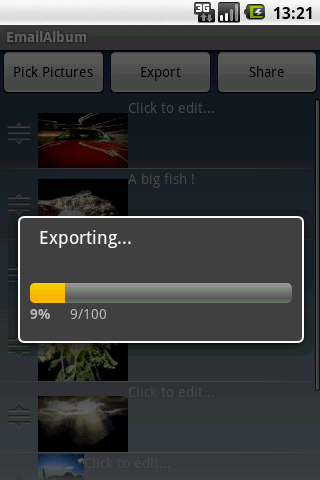 3G 13:21
EmailAlbum
Pick Pictures Export Share
Click to edit...
A big fish !
Exporting...
9% 9/100
Click to edit...
Click to edit...